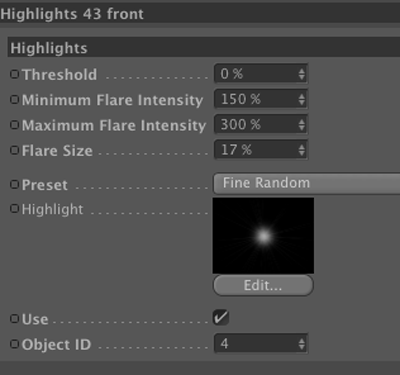 Highlights 43 front
Highlights
Threshold 0 %
Minimum Flare Intensity 150 %
Maximum Flare Intensity 300 %
Flare Size 17 %
Preset Fine Random
Highlight
Edit...
Use
Object ID 4